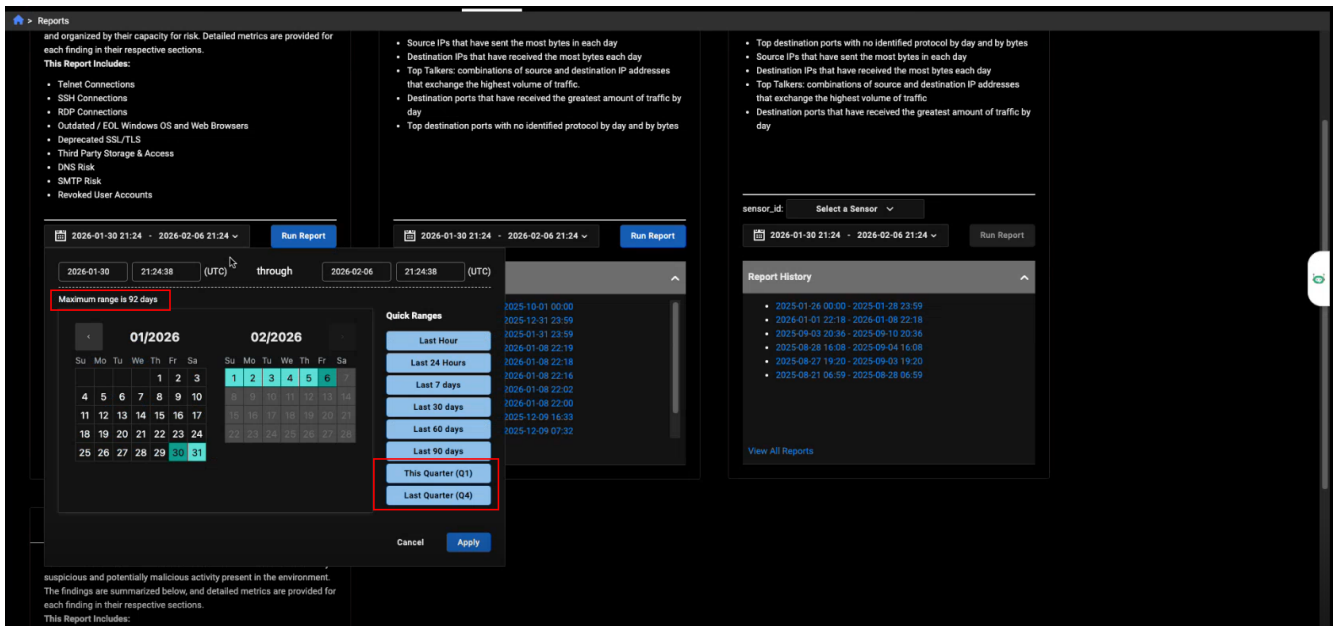 > Reports
and organized by their capacity for risk. Detailed metrics are provided for
each finding in their respective sections.
This Report Includes:
• Telnet Connections
• SSH Connections
• RDP Connections
• Outdated / EOL Windows OS and Web Browsers
• Deprecated SSL/TLS
• Third Party Storage & Access
• DNS Risk
• SMTP Risk
• Revoked User Accounts
2026-01-30 21:24 - 2026-02-06 21:24
Run Report
• Source IPs that have sent the most bytes in each day
• Destination IPs that have received the most bytes each day
• Top Talkers: combinations of source and destination IP addresses
that exchange the highest volume of traffic.
• Destination ports that have received the greatest amount of traffic by
day
• Top destination ports with no identified protocol by day and by bytes
2026-01-30 21:24 - 2026-02-06 21:24
Run Report
• Top destination ports with no identified protocol by day and by bytes
• Source IPs that have sent the most bytes in each day
• Destination IPs that have received the most bytes each day
• Top Talkers: combinations of source and destination IP addresses
that exchange the highest volume of traffic
• Destination ports that have received the greatest amount of traffic by
day
sensor_id:
Select a Sensor
2026-01-30 21:24 - 2026-02-06 21:24
Run Report
2026-01-30 21:24:38 (UTC) through 2026-02-06 21:24:38 (UTC)
Maximum range is 92 days
01/2026
Su Mo Tu We Th Fr Sa
1 2 3
4 5 6 7 8 9 10
11 12 13 14 15 16 17
18 19 20 21 22 23 24
25 26 27 28 29 30 31
02/2026
Su Mo Tu We Th Fr Sa
1 2 3 4 5 6 7
8 9 10 11 12 13 14
15 16 17 18 19 20 21
22 23 24 25 26 27 28
Quick Ranges
Last Hour
Last 24 Hours
Last 7 days
Last 30 days
Last 60 days
Last 90 days
This Quarter (Q1)
Last Quarter (Q4)
Cancel
Apply
2025-10-01 00:00
2025-12-31 23:59
2025-01-31 23:59
2026-01-08 22:19
2026-01-08 22:18
2026-01-08 22:16
2026-01-08 22:02
2026-01-08 22:00
2025-12-09 16:33
2025-12-09 07:32
Report History
• 2025-01-26 00:00 - 2025-01-28 23:59
• 2026-01-01 22:18 - 2026-01-08 22:18
• 2025-09-03 20:36 - 2025-09-10 20:36
• 2025-08-28 16:08 - 2025-09-04 16:08
• 2025-08-27 19:20 - 2025-09-03 19:20
• 2025-08-21 06:59 - 2025-08-28 06:59
View All Reports
suspicious and potentially malicious activity present in the environment.
The findings are summarized below, and detailed metrics are provided for
each finding in their respective sections.
This Report Includes: